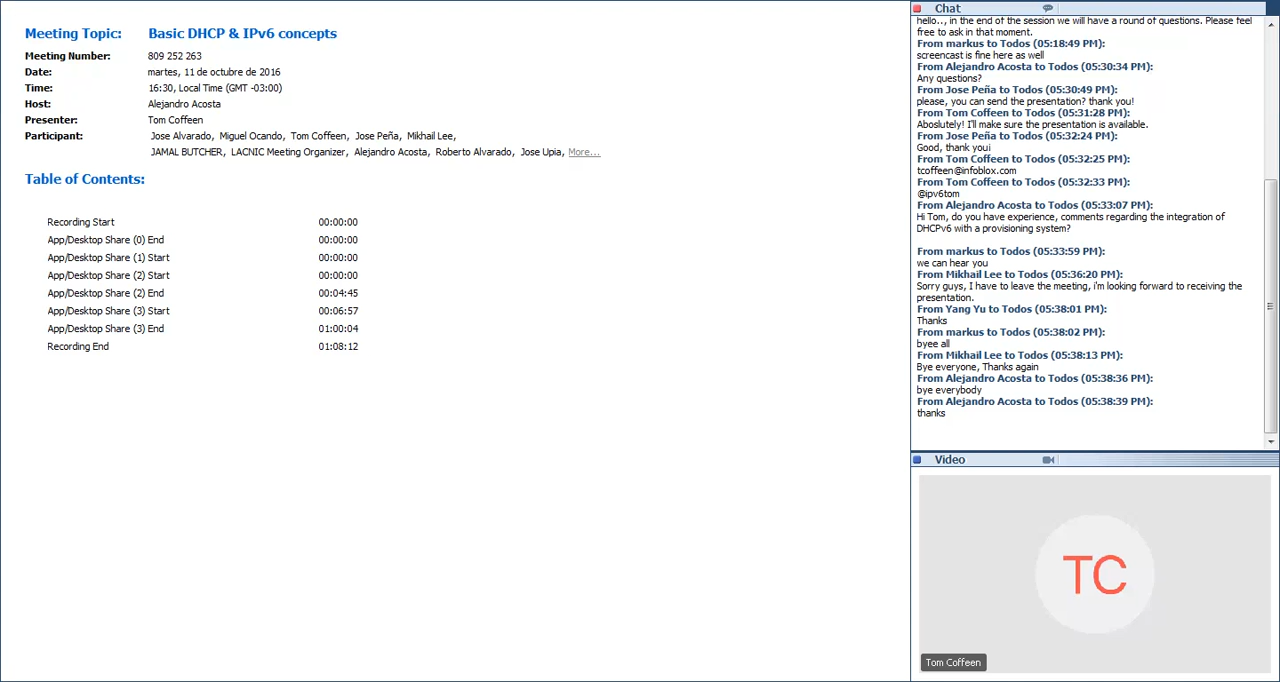 Meeting Topic: Basic DHCP & IPv6 concepts
Meeting Number: 809 252 263
Date: martes, 11 de octubre de 2016
Time: 16:30, Local Time (GMT -03:00)
Host: Alejandro Acosta
Presenter: Tom Coffeen
Participant: Jose Alvarado, Miguel Ocando, Tom Coffeen, Jose Peña, Mikhail Lee,
JAMAL BUTCHER, LACNIC Meeting Organizer, Alejandro Acosta, Roberto Alvarado, Jose Upia, More...
Table of Contents:
Recording Start 00:00:00
App/Desktop Share (0) End 00:00:00
App/Desktop Share (1) Start 00:00:00
App/Desktop Share (2) Start 00:00:00
App/Desktop Share (2) End 00:04:45
App/Desktop Share (3) Start 00:06:57
App/Desktop Share (3) End 01:00:04
Recording End 01:08:12
Chat
hello.., in the end of the session we will have a round of questions. Please feel
free to ask in that moment.
From markus to Todos (05:18:49 PM):
screencast is fine here as well
From Alejandro Acosta to Todos (05:30:34 PM):
Any questions?
From Jose Peña to Todos (05:30:49 PM):
please, you can send the presentation? thank you!
From Tom Coffeen to Todos (05:31:28 PM):
Aboslutely! I'll make sure the presentation is available.
From Jose Peña to Todos (05:32:24 PM):
Good, thank youi
From Tom Coffeen to Todos (05:32:25 PM):
tcoffeen@infoblox.com
From Tom Coffeen to Todos (05:32:33 PM):
@ipv6tom
From Alejandro Acosta to Todos (05:33:07 PM):
Hi Tom, do you have experience, comments regarding the integration of
DHCPv6 with a provisioning system?
From markus to Todos (05:33:59 PM):
we can hear you
From Mikhail Lee to Todos (05:36:20 PM):
Sorry guys, I have to leave the meeting, i'm looking forward to receiving the
presentation.
From Yang Yu to Todos (05:38:01 PM):
Thanks
From markus to Todos (05:38:02 PM):
byee all
From Mikhail Lee to Todos (05:38:13 PM):
Bye everyone, Thanks again
From Alejandro Acosta to Todos (05:38:36 PM):
bye everybody
From Alejandro Acosta to Todos (05:38:39 PM):
thanks
Video
TC
Tom Coffeen